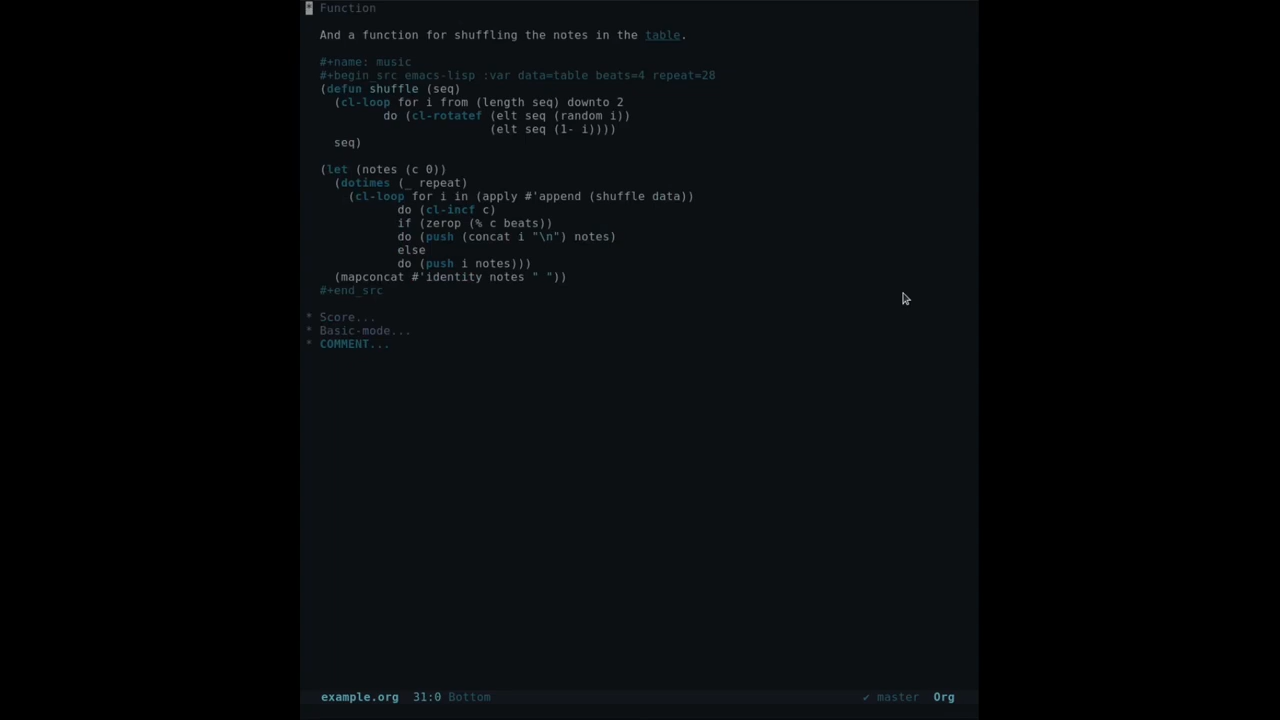 * Function
And a function for shuffling the notes in the table.
#+name: music
#+begin_src emacs-lisp :var data=table beats=4 repeat=28
(defun shuffle (seq)
  (cl-loop for i from (length seq) downto 2
         do (cl-rotatef (elt seq (random i))
                        (elt seq (1- i))))
  seq)
(let (notes (c 0))
  (dotimes (_ repeat)
    (cl-loop for i in (apply #'append (shuffle data))
           do (cl-incf c)
           if (zerop (% c beats))
           do (push (concat i "\n") notes)
           else
           do (push i notes)))
  (mapconcat #'identity notes " "))
#+end_src
* Score...
* Basic-mode...
* COMMENT...
example.org 31:0 Bottom ✔ master Org